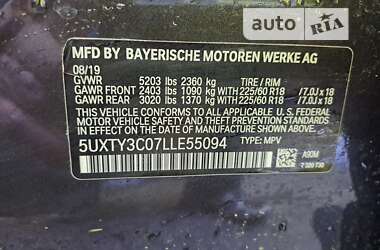 auto RIA
MFD BY BAYERISCHE MOTOREN WERKE AG
08/19
GVWR 5203 lbs 2360 kg TIRE / RIM
GAWR FRONT 2403 lbs 1090 kg WITH 225/60 R18 /7.0J x 18
GAWR REAR 3020 lbs 1370 kg WITH 225/60 R18 /7.0J x 18
THIS VEHICLE CONFORMS TO ALL APPLICABLE U.S. FEDERAL
MOTOR VEHICLE SAFETY STANDARDS IN EFFECT ON THE
DATE OF MANUFACTURE SHOWN ABOVE.
5UXTY3C07LLE55094 TYPE: MPV